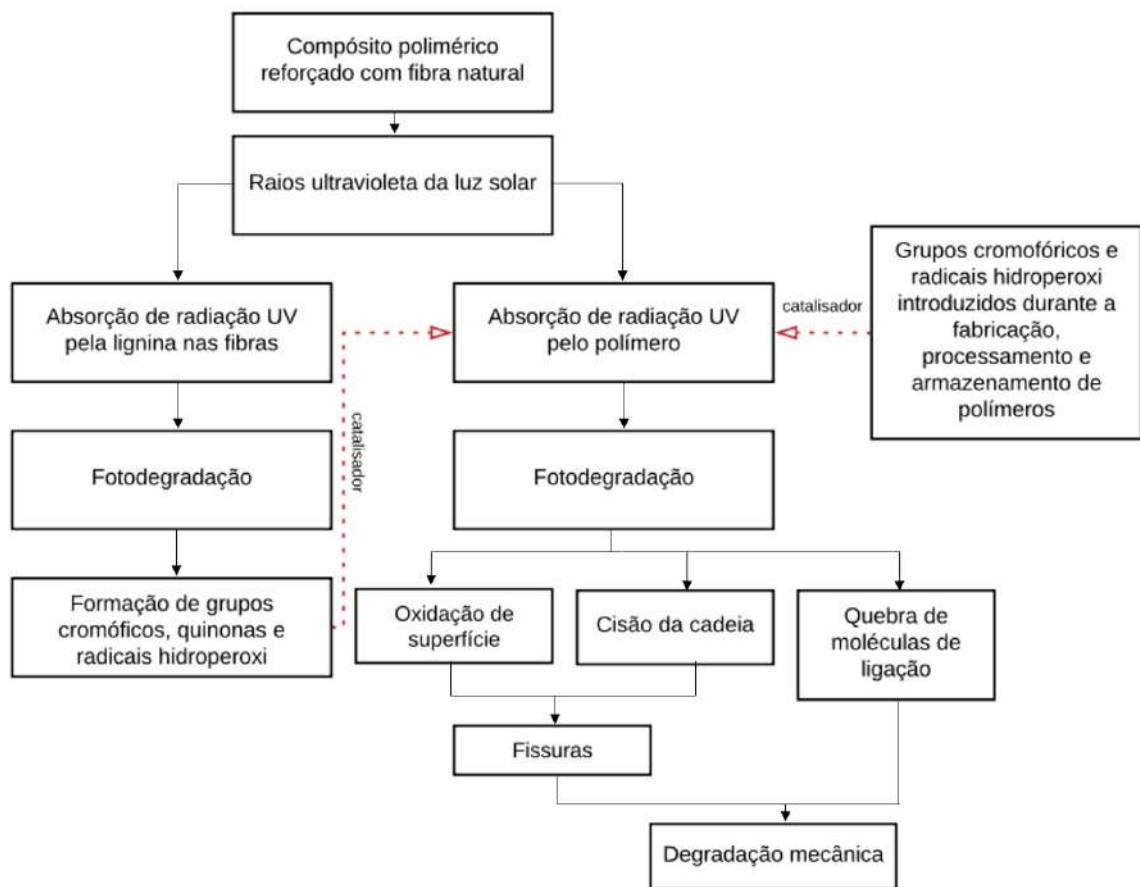 Compósito polimérico
reforçado com fibra natural
Raios ultravioleta da luz solar
Absorção de radiação UV
pela lignina nas fibras
Absorção de radiação UV
pelo polímero
catalisador
Grupos cromofóricos e
radicais hidroperoxi
introduzidos durante a
fabricação,
processamento e
armazenamento de
polímeros
catalisador
Fotodegradação
Fotodegradação
Formação de grupos
cromóficos, quinonas e
radicais hidroperoxi
Oxidação de
superfície
Cisão da cadeia
Quebra de
moléculas de
ligação
Fissuras
Degradação mecânica